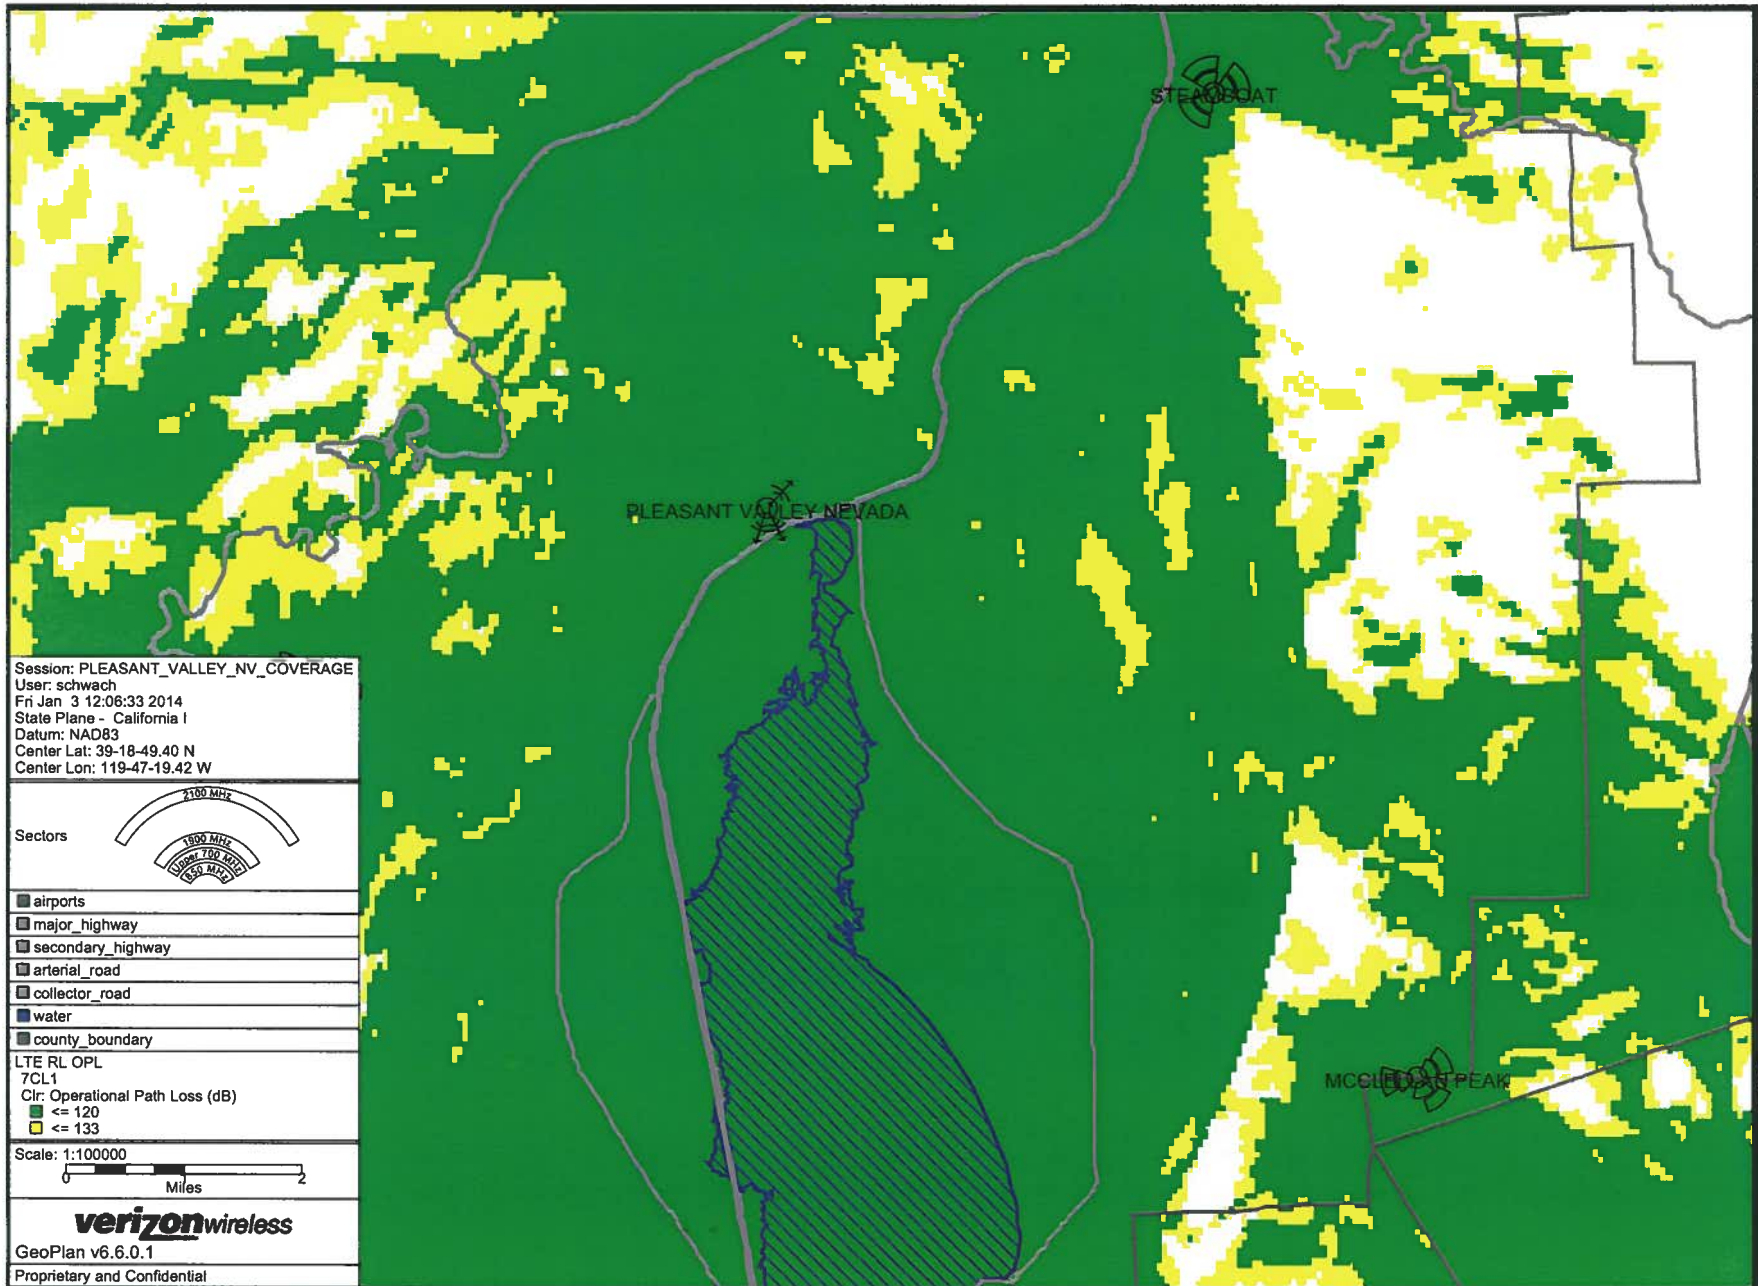 STEAMBOAT
PLEASANT VALLEY NEVADA
MCCLELLAN PEAK
Session: PLEASANT_VALLEY_NV_COVERAGE
User: schwach
Fri Jan 3 12:06:33 2014
State Plane - California I
Datum: NAD83
Center Lat: 39-18-49.40 N
Center Lon: 119-47-19.42 W
Sectors
2100 MHz
1900 MHz
Upper 700 MHz
850 MHz
airports
major_highway
secondary_highway
arterial_road
collector_road
water
county_boundary
LTE RL OPL
7CL1
Clr: Operational Path Loss (dB)
<= 120
<= 133
Scale: 1:100000
0 2
Miles
verizonwireless
GeoPlan v6.6.0.1
Proprietary and Confidential